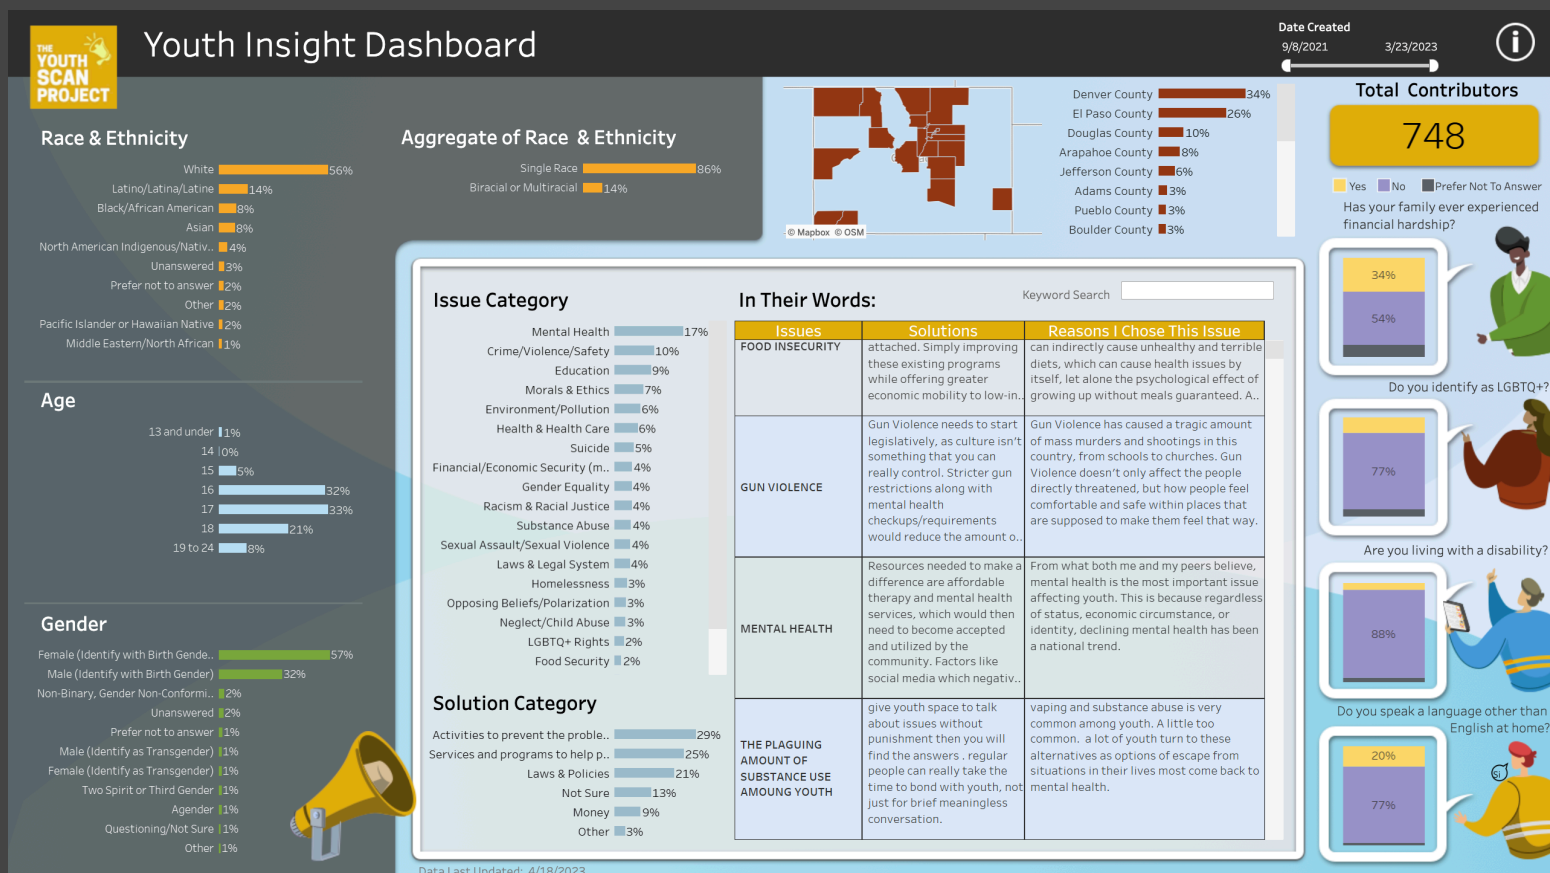 THE
YOUTH
SCAN
PROJECT
Youth Insight Dashboard
Date Created
9/8/2021 3/23/2023
i
Race & Ethnicity
White 56%
Latino/Latina/Latine 14%
Black/African American 8%
Asian 8%
North American Indigenous/Nativ.. 4%
Unanswered 3%
Prefer not to answer 2%
Other 2%
Pacific Islander or Hawaiian Native 2%
Middle Eastern/North African 1%
Aggregate of Race & Ethnicity
Single Race 86%
Biracial or Multiracial 14%
© Mapbox © OSM
Denver County 34%
El Paso County 26%
Douglas County 10%
Arapahoe County 8%
Jefferson County 6%
Adams County 3%
Pueblo County 3%
Boulder County 3%
Total Contributors
748
Yes No Prefer Not To Answer
Has your family ever experienced
financial hardship?
34%
54%
Do you identify as LGBTQ+?
77%
Are you living with a disability?
88%
Do you speak a language other than
English at home?
20%
77%
Si
Age
13 and under 1%
14 0%
15 5%
16 32%
17 33%
18 21%
19 to 24 8%
Gender
Female (Identify with Birth Gende.. 57%
Male (Identify with Birth Gender) 32%
Non-Binary, Gender Non-Conformi.. 2%
Unanswered 2%
Prefer not to answer 1%
Male (Identify as Transgender) 1%
Female (Identify as Transgender) 1%
Two Spirit or Third Gender 1%
Agender 1%
Questioning/Not Sure 1%
Other 1%
Issue Category
Mental Health 17%
Crime/Violence/Safety 10%
Education 9%
Morals & Ethics 7%
Environment/Pollution 6%
Health & Health Care 6%
Suicide 5%
Financial/Economic Security (m.. 4%
Gender Equality 4%
Racism & Racial Justice 4%
Substance Abuse 4%
Sexual Assault/Sexual Violence 4%
Laws & Legal System 4%
Homelessness 3%
Opposing Beliefs/Polarization 3%
Neglect/Child Abuse 3%
LGBTQ+ Rights 2%
Food Security 2%
Solution Category
Activities to prevent the proble.. 29%
Services and programs to help p.. 25%
Laws & Policies 21%
Not Sure 13%
Money 9%
Other 3%
In Their Words:
Keyword Search
Issues Solutions Reasons I Chose This Issue
FOOD INSECURITY
attached. Simply improving
these existing programs
while offering greater
economic mobility to low-in..
can indirectly cause unhealthy and terrible
diets, which can cause health issues by
itself, let alone the psychological effect of
growing up without meals guaranteed. A..
GUN VIOLENCE
Gun Violence needs to start
legislatively, as culture isn't
something that you can
really control. Stricter gun
restrictions along with
mental health
checkups/requirements
would reduce the amount o..
Gun Violence has caused a tragic amount
of mass murders and shootings in this
country, from schools to churches. Gun
Violence doesn't only affect the people
directly threatened, but how people feel
comfortable and safe within places that
are supposed to make them feel that way.
MENTAL HEALTH
Resources needed to make a
difference are affordable
therapy and mental health
services, which would then
need to become accepted
and utilized by the
community. Factors like
social media which negativ..
From what both me and my peers believe,
mental health is the most important issue
affecting youth. This is because regardless
of status, economic circumstance, or
identity, declining mental health has been
a national trend.
THE PLAGUING
AMOUNT OF
SUBSTANCE USE
AMOUNG YOUTH
give youth space to talk
about issues without
punishment then you will
find the answers . regular
people can really take the
time to bond with youth, not
just for brief meaningless
conversation.
vaping and substance abuse is very
common among youth. A little too
common. a lot of youth turn to these
alternatives as options of escape from
situations in their lives most come back to
mental health.
Data Last Updated: 4/18/2023